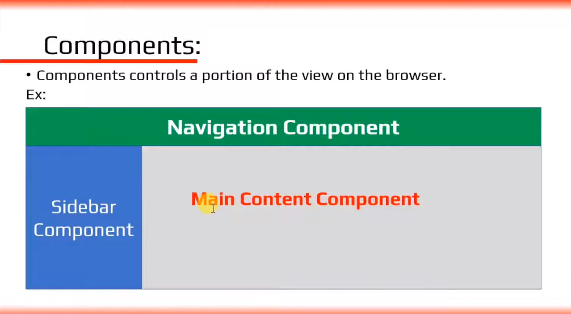 Components:
• Components controls a portion of the view on the browser.
Ex:
Navigation Component
Sidebar
Component
Main Content Component